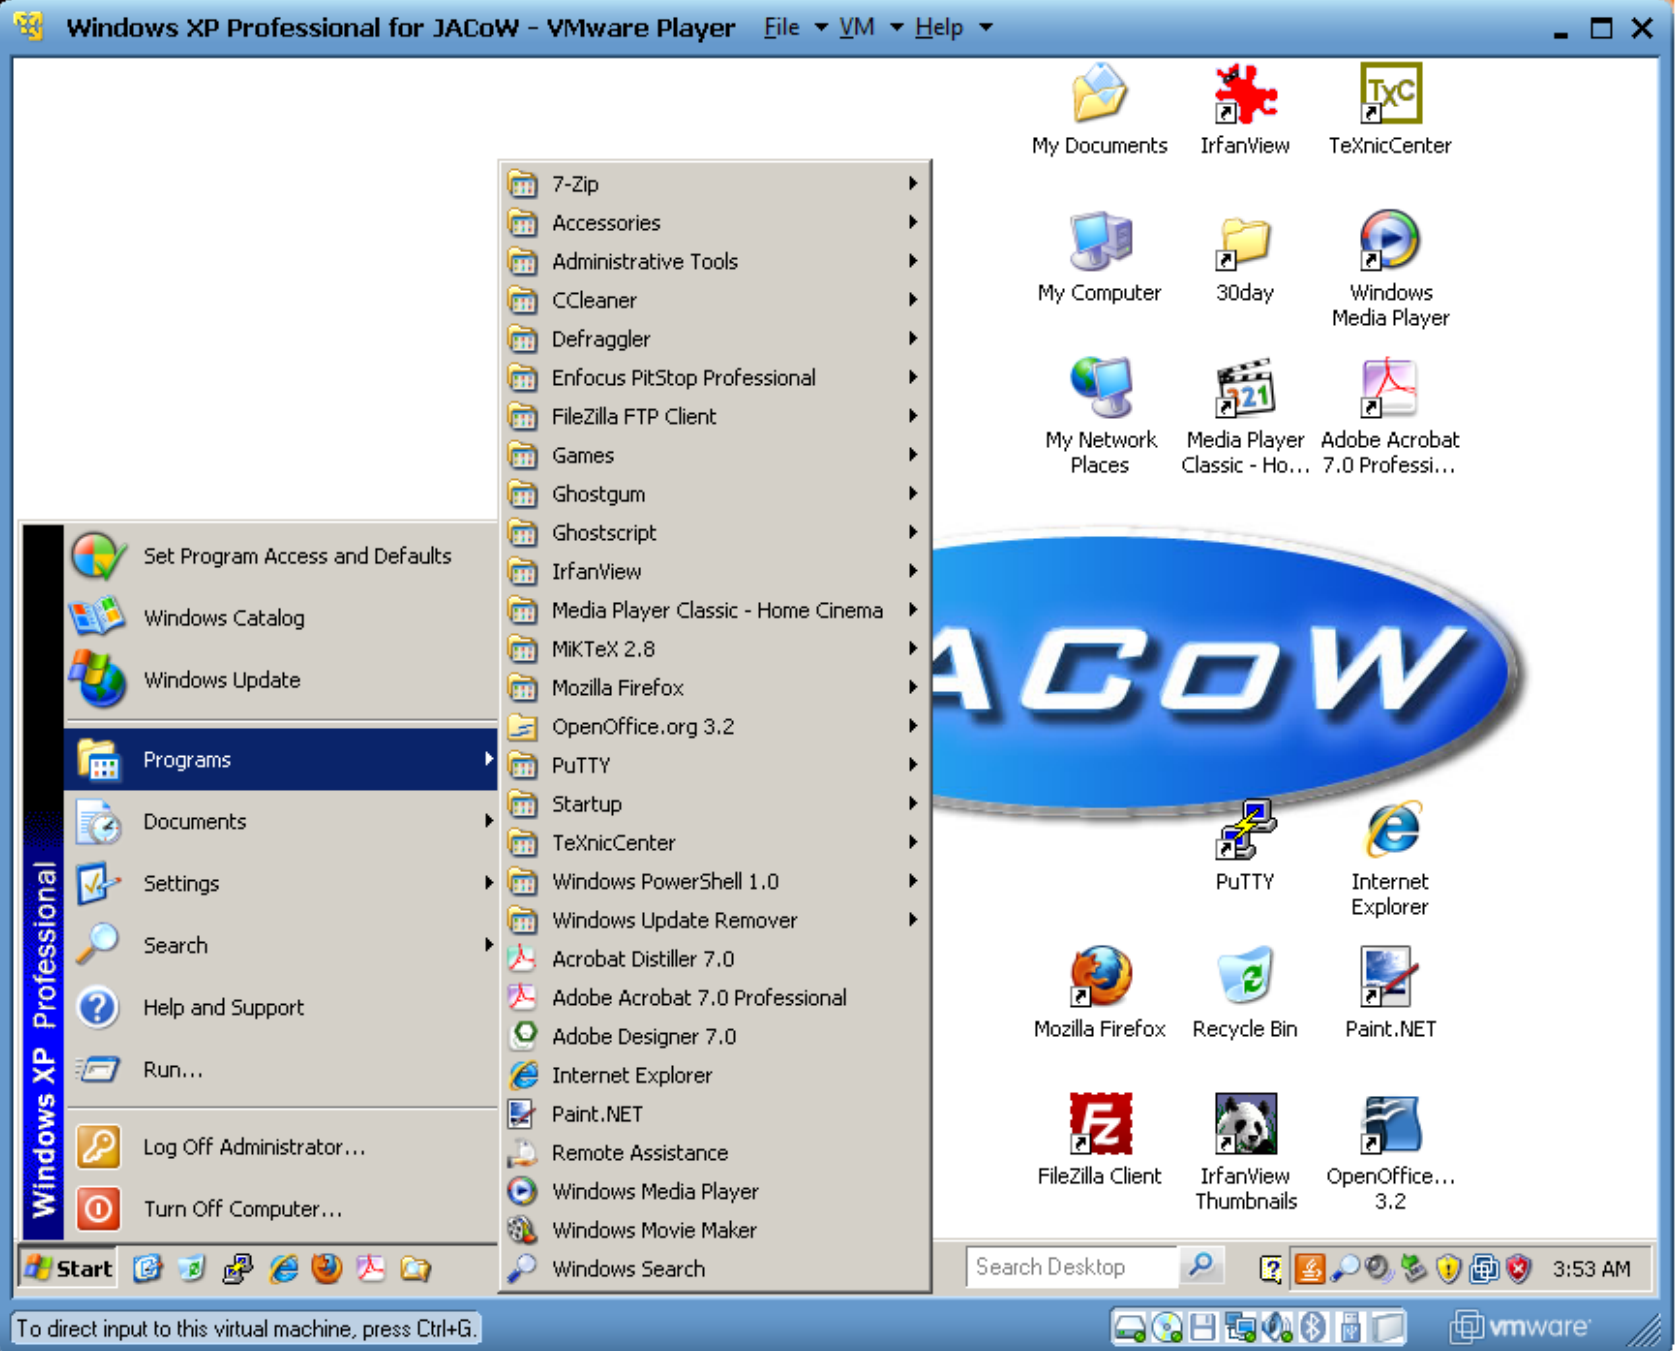 Windows XP Professional for JACoW - VMware Player File VM Help
My Documents
IrfanView
TeXnicCenter
My Computer
30day
Windows
Media Player
My Network
Places
Media Player
Classic - Ho...
Adobe Acrobat
7.0 Professi...
7-Zip
Accessories
Administrative Tools
CCleaner
Defraggler
Enfocus PitStop Professional
FileZilla FTP Client
Games
Ghostgum
Ghostscript
IrfanView
Media Player Classic - Home Cinema
MiKTeX 2.8
Mozilla Firefox
OpenOffice.org 3.2
PuTTY
Startup
TeXnicCenter
Windows PowerShell 1.0
Windows Update Remover
Acrobat Distiller 7.0
Adobe Acrobat 7.0 Professional
Adobe Designer 7.0
Internet Explorer
Paint.NET
Remote Assistance
Windows Media Player
Windows Movie Maker
Windows Search
Set Program Access and Defaults
Windows Catalog
Windows Update
Programs
Documents
Settings
Search
Help and Support
Run...
Log Off Administrator...
Turn Off Computer...
Windows XP Professional
ACoW
TxC
321
PuTTY
Internet
Explorer
Mozilla Firefox
Recycle Bin
Paint.NET
Fz
FileZilla Client
IrfanView
Thumbnails
OpenOffice...
3.2
Start
Search Desktop
3:53 AM
To direct input to this virtual machine, press Ctrl+G.
vmware